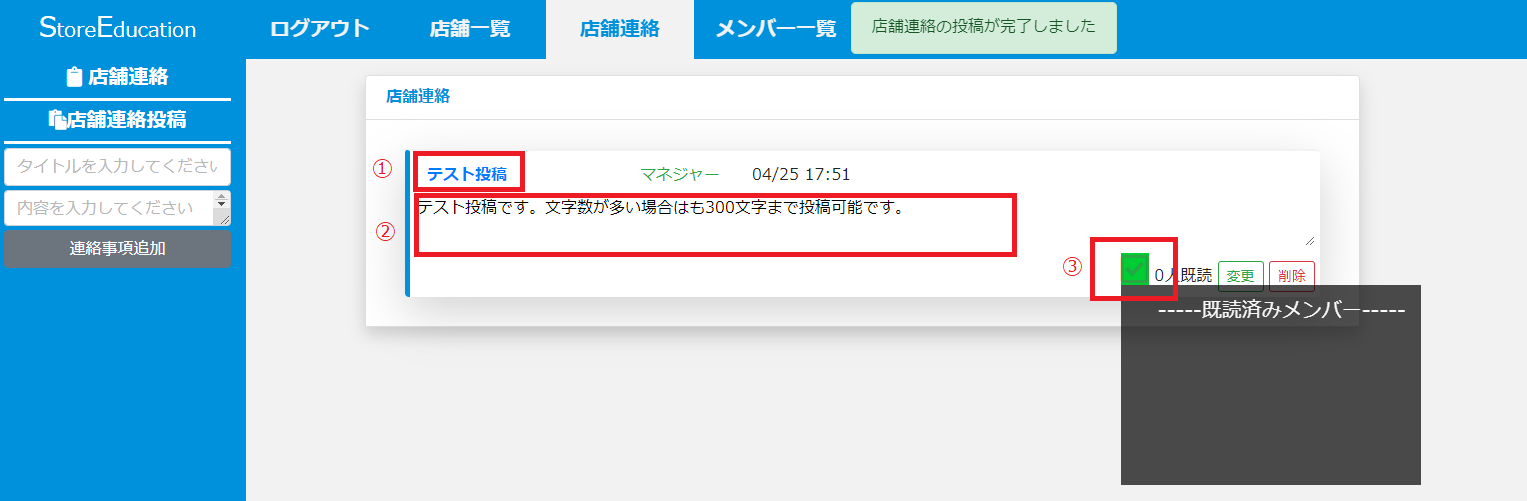 StoreEducation
ログアウト
店舗一覧
店舗連絡
メンバー一覧
店舗連絡の投稿が完了しました
店舗連絡
店舗連絡投稿
タイトルを入力してください
内容を入力してください
連絡事項追加
店舗連絡
①
テスト投稿
マネジャー
04/25 17:51
②
テスト投稿です。文字数が多い場合はも300文字まで投稿可能です。
③
0人既読
変更
削除
-----既読済みメンバー-----